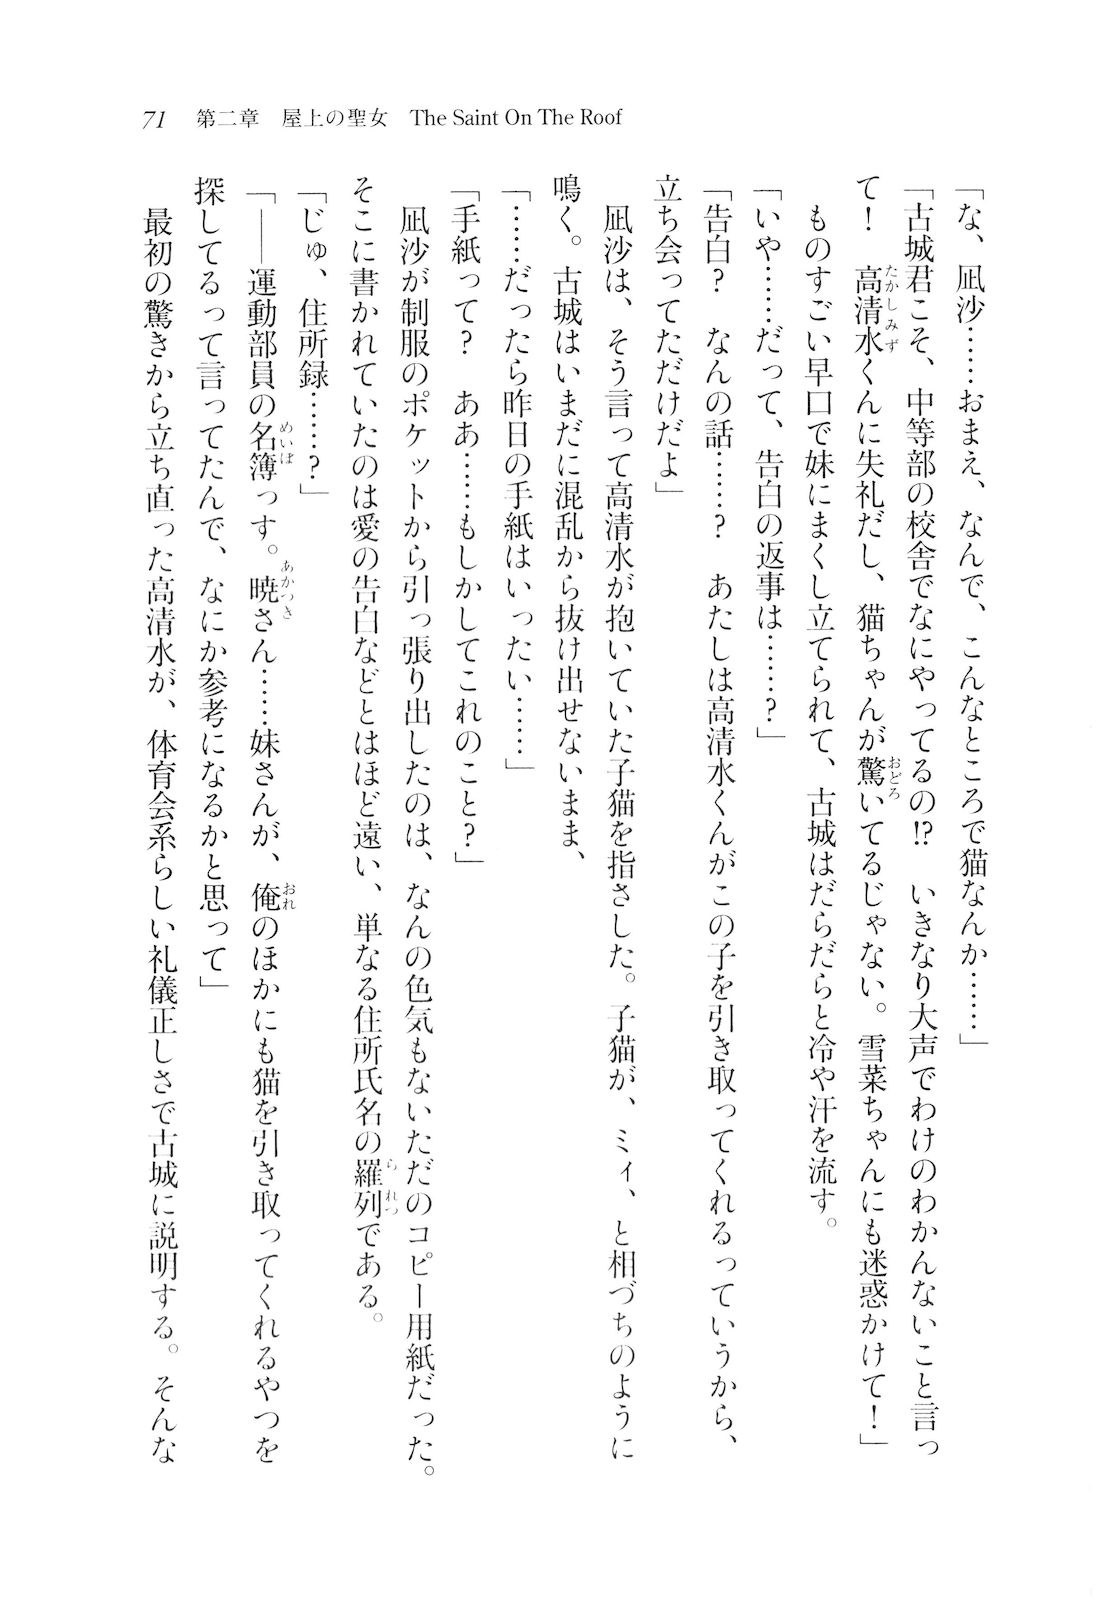 71　第二章　屋上の聖女　The Saint On The Roof
「な、凪沙……おまえ、なんで、こんなところで猫なんか……」
「古城君こそ、中等部の校舎でなにやってるの!?　いきなり大声でわけのわかんないこと言っ
て！　高清水くんに失礼だし、猫ちゃんが驚いてるじゃない。雪菜ちゃんにも迷惑かけて！」
たかしみず
おどろ
　ものすごい早口で妹にまくし立てられて、古城はだらだらと冷や汗を流す。
「いや……だって、告白の返事は……？」
「告白？　なんの話……？　あたしは高清水くんがこの子を引き取ってくれるっていうから、
立ち会ってただけだよ」
　凪沙は、そう言って高清水が抱いていた子猫を指さした。子猫が、ミィ、と相づちのように
鳴く。古城はいまだに混乱から抜け出せないまま、
「……だったら昨日の手紙はいったい……」
「手紙って？　ああ……もしかしてこれのこと？」
　凪沙が制服のポケットから引っ張り出したのは、なんの色気もないただのコピー用紙だった。
そこに書かれていたのは愛の告白などとはほど遠い、単なる住所氏名の羅列である。
られつ
「じゅ、住所録……？」
「――運動部員の名簿っす。暁さん……妹さんが、俺のほかにも猫を引き取ってくれるやつを
めいぼ
あかつき
おれ
探してるって言ってたんで、なにか参考になるかと思って」
　最初の驚きから立ち直った高清水が、体育会系らしい礼儀正しさで古城に説明する。そんな